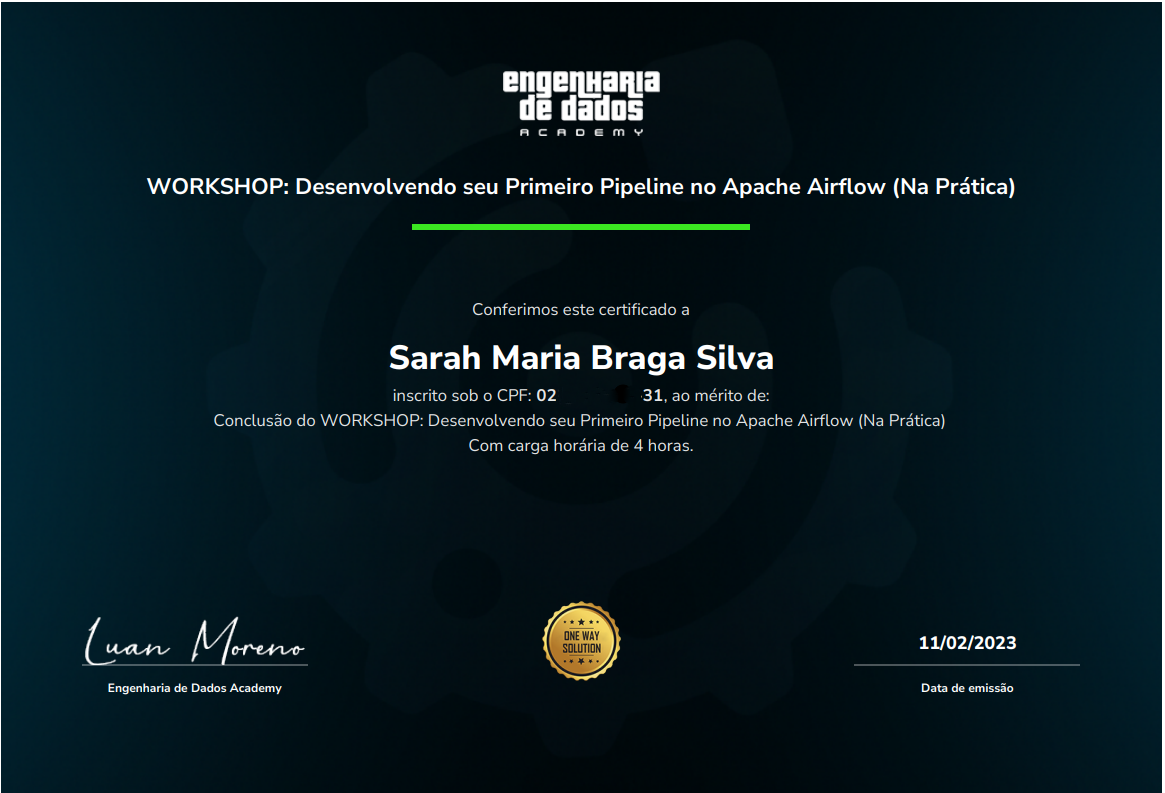 engenharia
de dados
ACADEMY
WORKSHOP: Desenvolvendo seu Primeiro Pipeline no Apache Airflow (Na Prática)
Conferimos este certificado a
Sarah Maria Braga Silva
inscrito sob o CPF: 02 31, ao mérito de:
Conclusão do WORKSHOP: Desenvolvendo seu Primeiro Pipeline no Apache Airflow (Na Prática)
Com carga horária de 4 horas.
Luan Moreno
Engenharia de Dados Academy
ONE WAY
SOLUTION
11/02/2023
Data de emissão